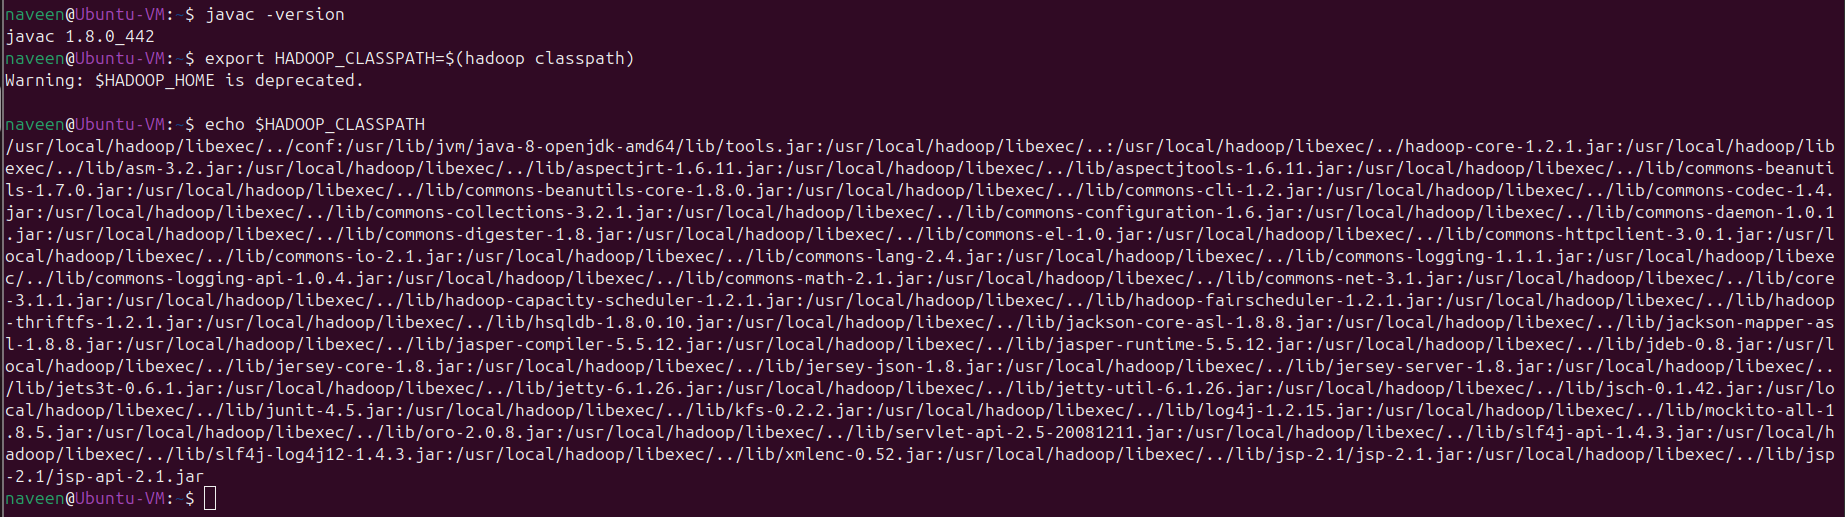 naveen@Ubuntu-VM:~$ javac -version
javac 1.8.0_442
naveen@Ubuntu-VM:~$ export HADOOP_CLASSPATH=$(hadoop classpath)
Warning: $HADOOP_HOME is deprecated.
naveen@Ubuntu-VM:~$ echo $HADOOP_CLASSPATH
/usr/local/hadoop/libexec/../conf:/usr/lib/jvm/java-8-openjdk-amd64/lib/tools.jar:/usr/local/hadoop/libexec/..:/usr/local/hadoop/libexec/../hadoop-core-1.2.1.jar:/usr/local/hadoop/lib
exec/../lib/asm-3.2.jar:/usr/local/hadoop/libexec/../lib/aspectjrt-1.6.11.jar:/usr/local/hadoop/libexec/../lib/aspectjtools-1.6.11.jar:/usr/local/hadoop/libexec/../lib/commons-beanuti
ls-1.7.0.jar:/usr/local/hadoop/libexec/../lib/commons-beanutils-core-1.8.0.jar:/usr/local/hadoop/libexec/../lib/commons-cli-1.2.jar:/usr/local/hadoop/libexec/../lib/commons-codec-1.4.
jar:/usr/local/hadoop/libexec/../lib/commons-collections-3.2.1.jar:/usr/local/hadoop/libexec/../lib/commons-configuration-1.6.jar:/usr/local/hadoop/libexec/../lib/commons-daemon-1.0.1
.jar:/usr/local/hadoop/libexec/../lib/commons-digester-1.8.jar:/usr/local/hadoop/libexec/../lib/commons-el-1.0.jar:/usr/local/hadoop/libexec/../lib/commons-httpclient-3.0.1.jar:/usr/l
ocal/hadoop/libexec/../lib/commons-io-2.1.jar:/usr/local/hadoop/libexec/../lib/commons-lang-2.4.jar:/usr/local/hadoop/libexec/../lib/commons-logging-1.1.1.jar:/usr/local/hadoop/libexe
c/../lib/commons-logging-api-1.0.4.jar:/usr/local/hadoop/libexec/../lib/commons-math-2.1.jar:/usr/local/hadoop/libexec/../lib/commons-net-3.1.jar:/usr/local/hadoop/libexec/../lib/core
-3.1.1.jar:/usr/local/hadoop/libexec/../lib/hadoop-capacity-scheduler-1.2.1.jar:/usr/local/hadoop/libexec/../lib/hadoop-fairscheduler-1.2.1.jar:/usr/local/hadoop/libexec/../lib/hadoop
-thriftfs-1.2.1.jar:/usr/local/hadoop/libexec/../lib/hsqldb-1.8.0.10.jar:/usr/local/hadoop/libexec/../lib/jackson-core-asl-1.8.8.jar:/usr/local/hadoop/libexec/../lib/jackson-mapper-as
l-1.8.8.jar:/usr/local/hadoop/libexec/../lib/jasper-compiler-5.5.12.jar:/usr/local/hadoop/libexec/../lib/jasper-runtime-5.5.12.jar:/usr/local/hadoop/libexec/../lib/jdeb-0.8.jar:/usr/l
ocal/hadoop/libexec/../lib/jersey-core-1.8.jar:/usr/local/hadoop/libexec/../lib/jersey-json-1.8.jar:/usr/local/hadoop/libexec/../lib/jersey-server-1.8.jar:/usr/local/hadoop/libexec/..
/lib/jets3t-0.6.1.jar:/usr/local/hadoop/libexec/../lib/jetty-6.1.26.jar:/usr/local/hadoop/libexec/../lib/jetty-util-6.1.26.jar:/usr/local/hadoop/libexec/../lib/jsch-0.1.42.jar:/usr/lo
cal/hadoop/libexec/../lib/junit-4.5.jar:/usr/local/hadoop/libexec/../lib/kfs-0.2.2.jar:/usr/local/hadoop/libexec/../lib/log4j-1.2.15.jar:/usr/local/hadoop/libexec/../lib/mockito-all-1
.8.5.jar:/usr/local/hadoop/libexec/../lib/oro-2.0.8.jar:/usr/local/hadoop/libexec/../lib/servlet-api-2.5-20081211.jar:/usr/local/hadoop/libexec/../lib/slf4j-api-1.4.3.jar:/usr/local/h
adoop/libexec/../lib/slf4j-log4j12-1.4.3.jar:/usr/local/hadoop/libexec/../lib/xmlenc-0.52.jar:/usr/local/hadoop/libexec/../lib/jsp-2.1/jsp-2.1.jar:/usr/local/hadoop/libexec/../lib/jsp
-2.1/jsp-api-2.1.jar
naveen@Ubuntu-VM:~$